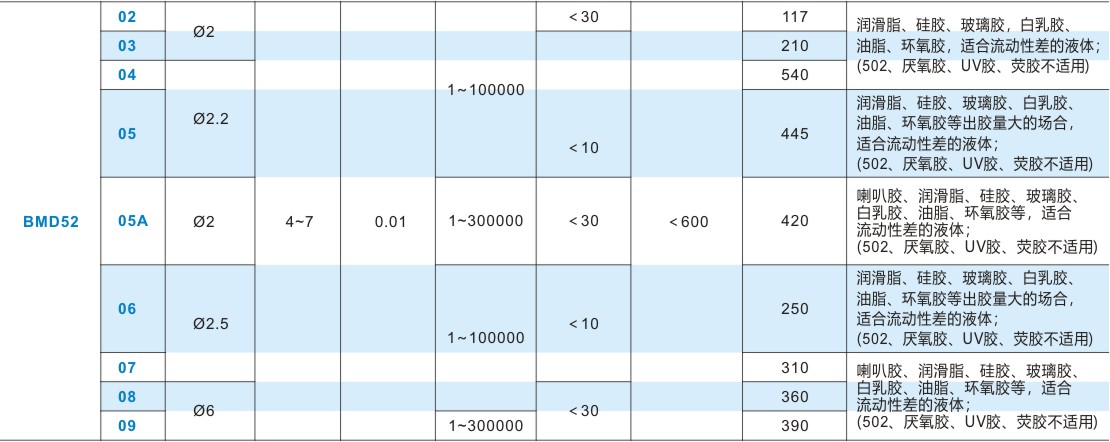 02 Ø2 <30 117 润滑脂、硅胶、玻璃胶，白乳胶、
03 210 油脂、环氧胶，适合流动性差的液体；
04 540 (502、厌氧胶、UV胶、荧胶不适用)
1~100000
05 Ø2.2 <10 445 润滑脂、硅胶、玻璃胶、白乳胶、
油脂、环氧胶等出胶量大的场合，
适合流动性差的液体；
(502、厌氧胶、UV胶、荧胶不适用)
BMD52 05A Ø2 4~7 0.01 1~300000 <30 <600 420 喇叭胶、润滑脂、硅胶、玻璃胶、
白乳胶、油脂、环氧胶等，适合
流动性差的液体；
(502、厌氧胶、UV胶、荧胶不适用)
06 Ø2.5 1~100000 <10 250 润滑脂、硅胶、玻璃胶、白乳胶、
油脂、环氧胶等出胶量大的场合，
适合流动性差的液体；
(502、厌氧胶、UV胶、荧胶不适用)
07 310 喇叭胶、润滑脂、硅胶、玻璃胶、
08 Ø6 <30 360 白乳胶、油脂、环氧胶等，适合
流动性差的液体；
09 1~300000 390 (502、厌氧胶、UV胶、荧胶不适用)